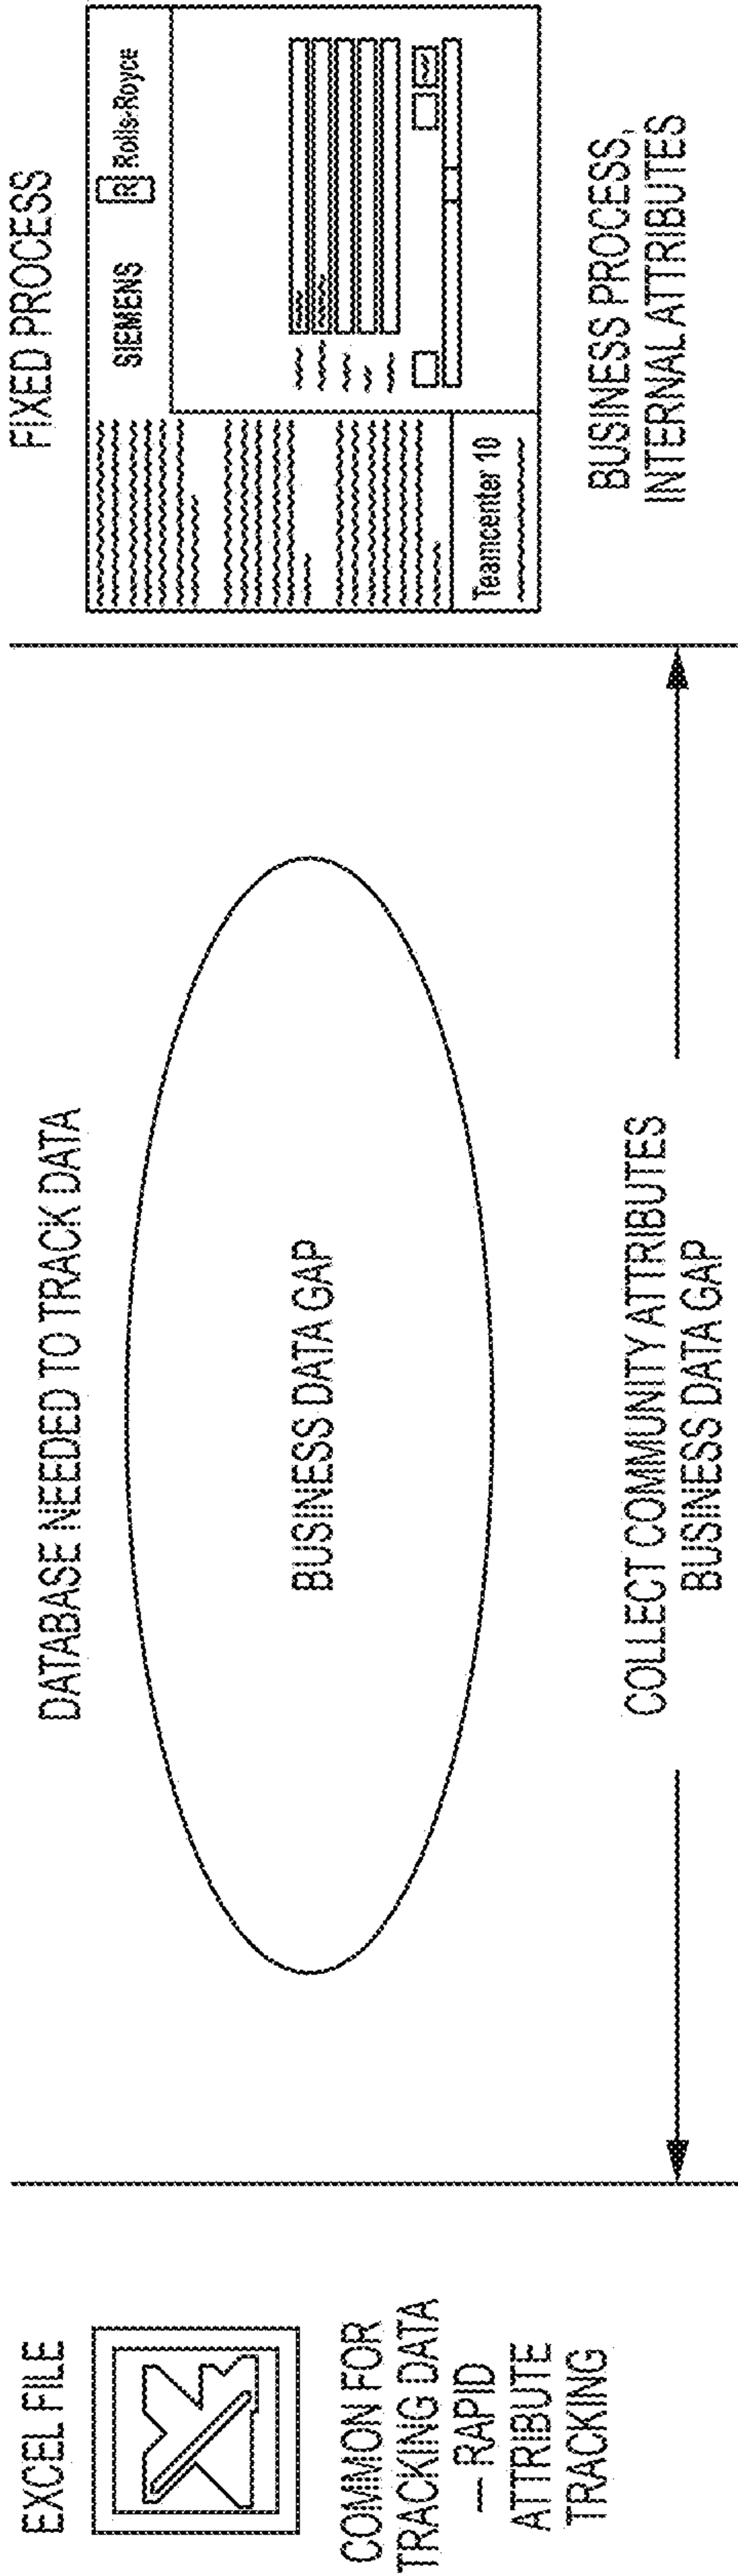 EXCEL FILE
COMMON FOR
TRACKING DATA
— RAPID
ATTRIBUTE
TRACKING
DATABASE NEEDED TO TRACK DATA
BUSINESS DATA GAP
COLLECT COMMUNITY ATTRIBUTES
BUSINESS DATA GAP
FIXED PROCESS
SIEMENS
R Rolls-Royce
Teamcenter 10
BUSINESS PROCESS,
INTERNAL ATTRIBUTES